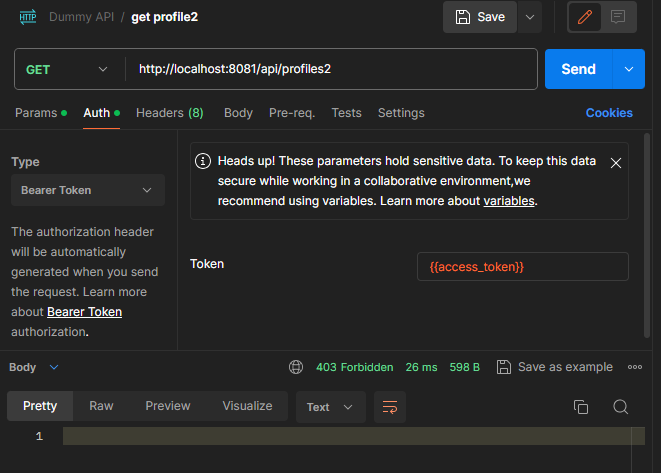 HTTP Dummy API / get profile2 Save
GET http://localhost:8081/api/profiles2 Send
Params Auth Headers (8) Body Pre-req. Tests Settings Cookies
Type
Bearer Token
The authorization header
will be automatically
generated when you send
the request. Learn more
about Bearer Token
authorization.
Heads up! These parameters hold sensitive data. To keep this data
secure while working in a collaborative environment,we
recommend using variables. Learn more about variables.
Token {{access_token}}
Body 403 Forbidden 26 ms 598 B Save as example
Pretty Raw Preview Visualize Text
1